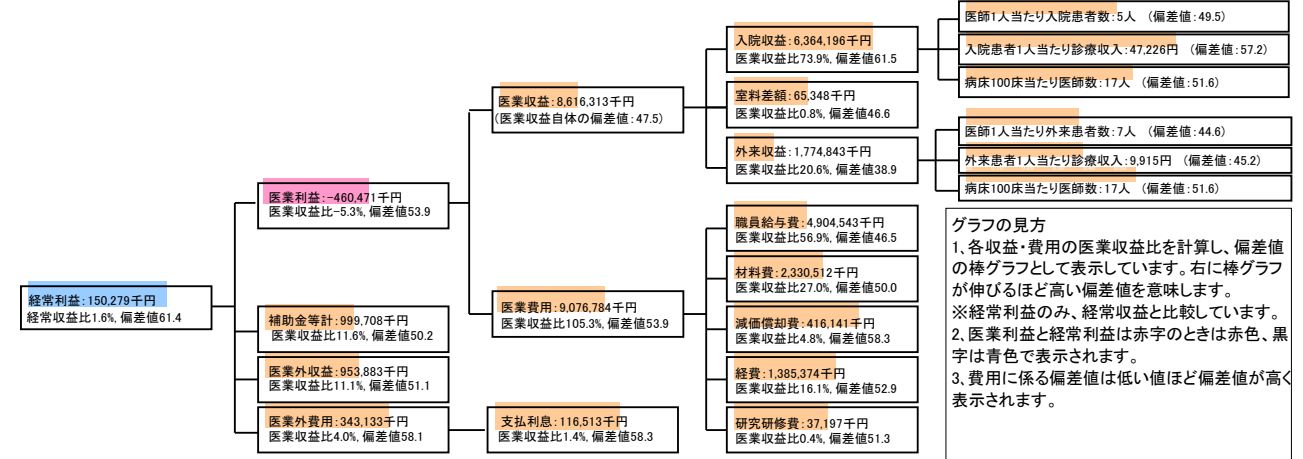 経常利益:150,279千円
経常収益比1.6%, 偏差値61.4
医業利益:-460,471千円
医業収益比-5.3%, 偏差値53.9
補助金等計:999,708千円
医業収益比11.6%, 偏差値50.2
医業外収益:953,883千円
医業収益比11.1%, 偏差値51.1
医業外費用:343,133千円
医業収益比4.0%, 偏差値58.1
医業収益:8,616,313千円
(医業収益自体の偏差値:47.5)
医業費用:9,076,784千円
医業収益比105.3%, 偏差値53.9
支払利息:116,513千円
医業収益比1.4%, 偏差値58.3
入院収益:6,364,196千円
医業収益比73.9%, 偏差値61.5
室料差額:65,348千円
医業収益比0.8%, 偏差値46.6
外来収益:1,774,843千円
医業収益比20.6%, 偏差値38.9
職員給与費:4,904,543千円
医業収益比56.9%, 偏差値46.5
材料費:2,330,512千円
医業収益比27.0%, 偏差値50.0
減価償却費:416,141千円
医業収益比4.8%, 偏差値58.3
経費:1,385,374千円
医業収益比16.1%, 偏差値52.9
研究研修費:37,197千円
医業収益比0.4%, 偏差値51.3
医師1人当たり入院患者数:5人 (偏差値:49.5)
入院患者1人当たり診療収入:47,226円 (偏差値:57.2)
病床100床当たり医師数:17人 (偏差値:51.6)
医師1人当たり外来患者数:7人 (偏差値:44.6)
外来患者1人当たり診療収入:9,915円 (偏差値:45.2)
病床100床当たり医師数:17人 (偏差値:51.6)
グラフの見方
1、各収益・費用の医業収益比を計算し、偏差値
の棒グラフとして表示しています。右に棒グラフ
が伸びるほど高い偏差値を意味します。
※経常利益のみ、経常収益と比較しています。
2、医業利益と経常利益は赤字のときは赤色、黒
字は青色で表示されます。
3、費用に係る偏差値は低い値ほど偏差値が高く
表示されます。